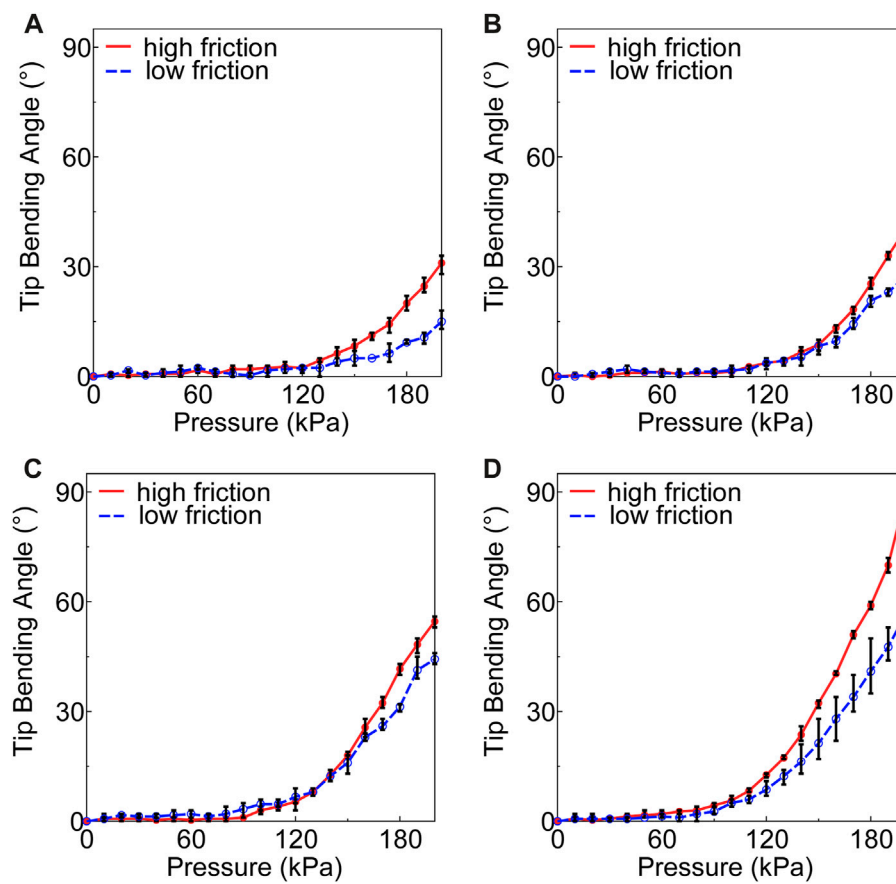 A
high friction
low friction
Tip Bending Angle (°)
90
60
30
0
0 60 120 180
Pressure (kPa)
B
high friction
low friction
Tip Bending Angle (°)
90
60
30
0
0 60 120 180
Pressure (kPa)
C
high friction
low friction
Tip Bending Angle (°)
90
60
30
0
0 60 120 180
Pressure (kPa)
D
high friction
low friction
Tip Bending Angle (°)
90
60
30
0
0 60 120 180
Pressure (kPa)